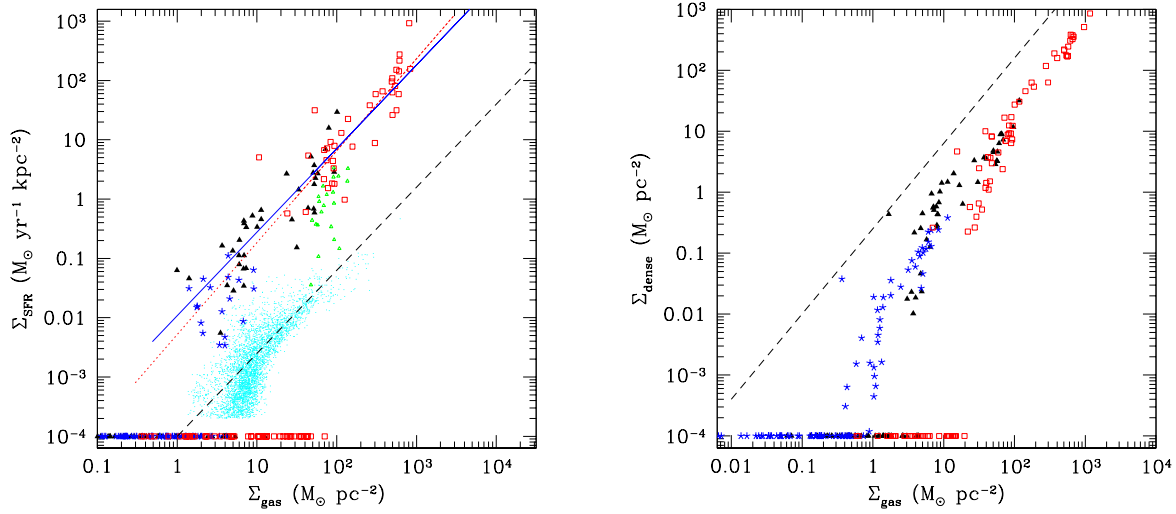 10³
10²
10
1
0.1
0.01
10⁻³
10⁻⁴
Σ_SFR (M_⊙ yr⁻¹ kpc⁻²)
0.1 1 10 10² 10³ 10⁴
Σ_gas (M_⊙ pc⁻²)
10³
10²
10
1
0.1
0.01
10⁻³
10⁻⁴
Σ_dense (M_⊙ pc⁻²)
0.01 0.1 1 10 10² 10³ 10⁴
Σ_gas (M_⊙ pc⁻²)